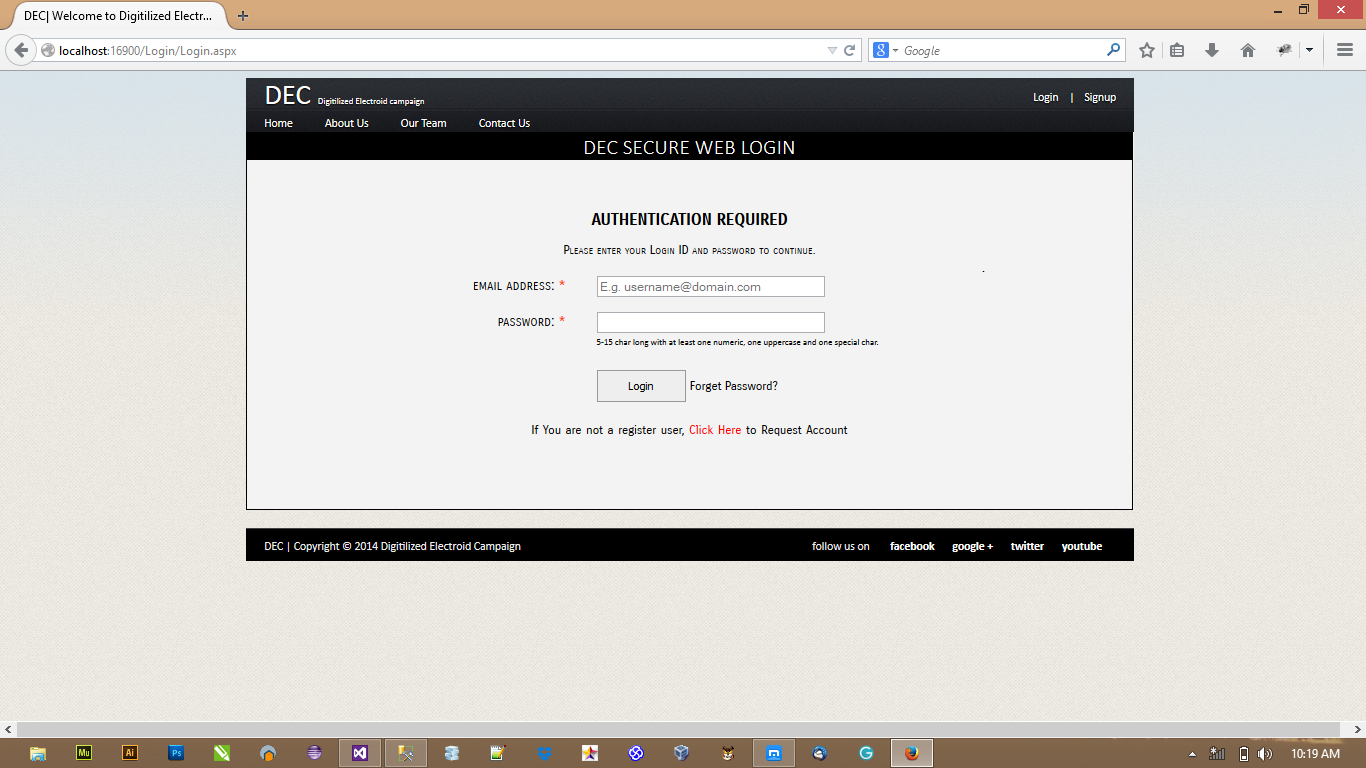 DEC| Welcome to Digitilized Electr...
localhost:16900/Login/Login.aspx
Google
DEC Digitilized Electroid campaign
Login | Signup
Home About Us Our Team Contact Us
DEC SECURE WEB LOGIN
AUTHENTICATION REQUIRED
Please enter your Login ID and password to continue.
EMAIL ADDRESS: *
E.g. username@domain.com
PASSWORD: *
5-15 char long with at least one numeric, one uppercase and one special char.
Login Forget Password?
If You are not a register user, Click Here to Request Account
DEC | Copyright © 2014 Digitilized Electroid Campaign
follow us on facebook google + twitter youtube
Mu Ai Ps
10:19 AM